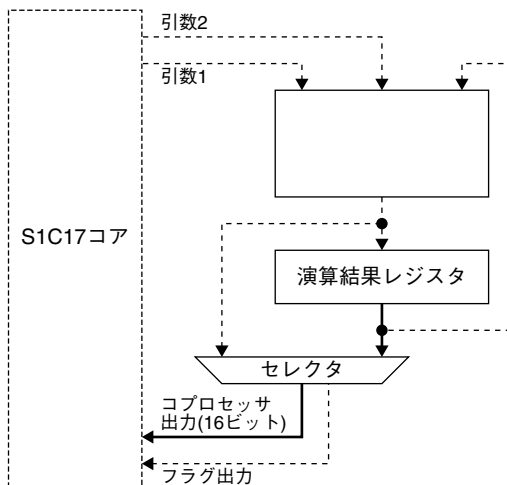 引数2
引数1
S1C17コア
演算結果レジスタ
セレクタ
コプロセッサ
出力(16ビット)
フラグ出力